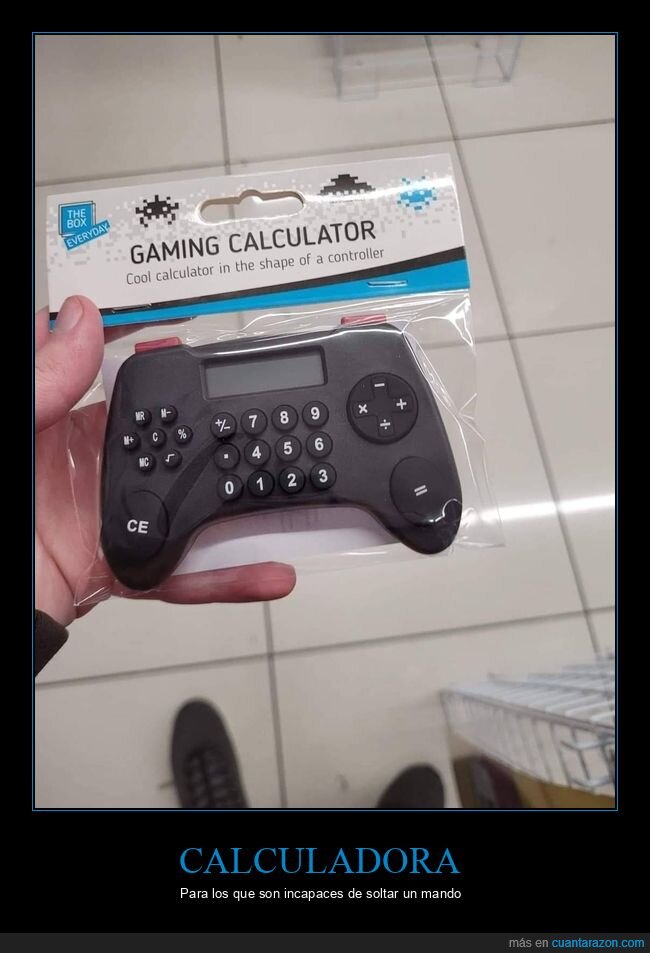 THE
BOX
EVERYDAY
GAMING CALCULATOR
Cool calculator in the shape of a controller
MR M-
M+ C %
MC √
CE
+/- 7 8 9
. 4 5 6
0 1 2 3
-
× +
÷
=
CALCULADORA
Para los que son incapaces de soltar un mando
más en cuantarazon.com